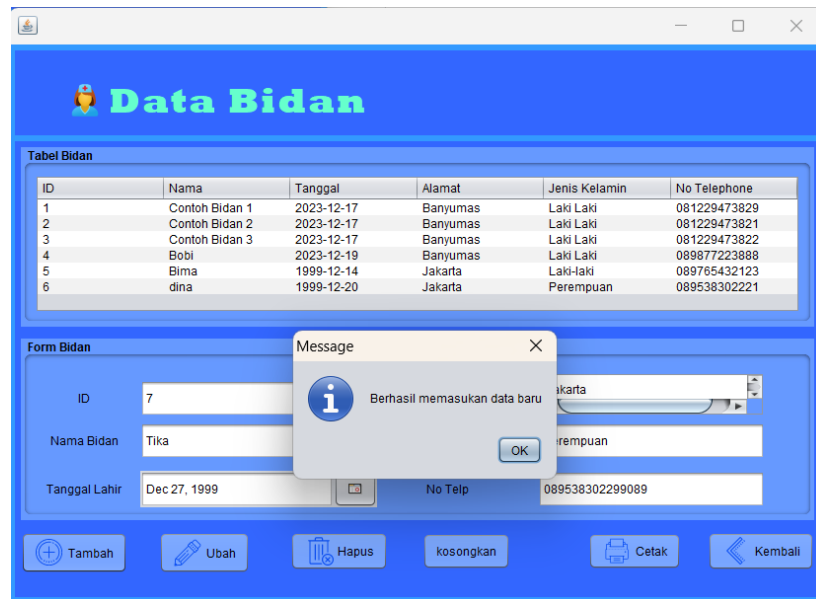 Data Bidan
Tabel Bidan
ID Nama Tanggal Alamat Jenis Kelamin No Telephone
1 Contoh Bidan 1 2023-12-17 Banyumas Laki Laki 081229473829
2 Contoh Bidan 2 2023-12-17 Banyumas Laki Laki 081229473821
3 Contoh Bidan 3 2023-12-17 Banyumas Laki Laki 081229473822
4 Bobi 2023-12-19 Banyumas Laki Laki 089877223888
5 Bima 1999-12-14 Jakarta Laki-laki 089765432123
6 dina 1999-12-20 Jakarta Perempuan 089538302221
Form Bidan
Message
Berhasil memasukan data baru
OK
ID 7 akarta
Nama Bidan Tika erempuan
Tanggal Lahir Dec 27, 1999 No Telp 089538302299089
Tambah Ubah Hapus kosongkan Cetak Kembali